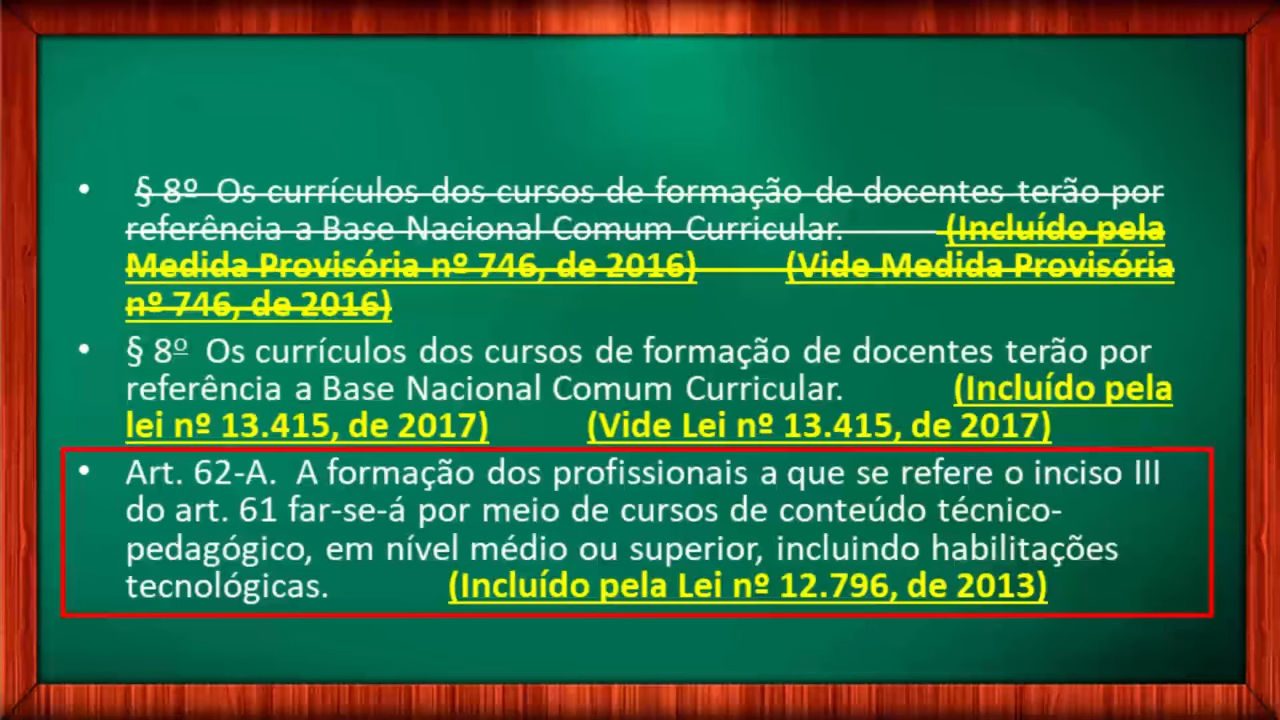 • § 8º Os currículos dos cursos de formação de docentes terão por
referência a Base Nacional Comum Curricular. (Incluído pela
Medida Provisória nº 746, de 2016) (Vide Medida Provisória
nº 746, de 2016)
• § 8º Os currículos dos cursos de formação de docentes terão por
referência a Base Nacional Comum Curricular. (Incluído pela
lei nº 13.415, de 2017) (Vide Lei nº 13.415, de 2017)
• Art. 62-A. A formação dos profissionais a que se refere o inciso III
do art. 61 far-se-á por meio de cursos de conteúdo técnico-
pedagógico, em nível médio ou superior, incluindo habilitações
tecnológicas. (Incluído pela Lei nº 12.796, de 2013)